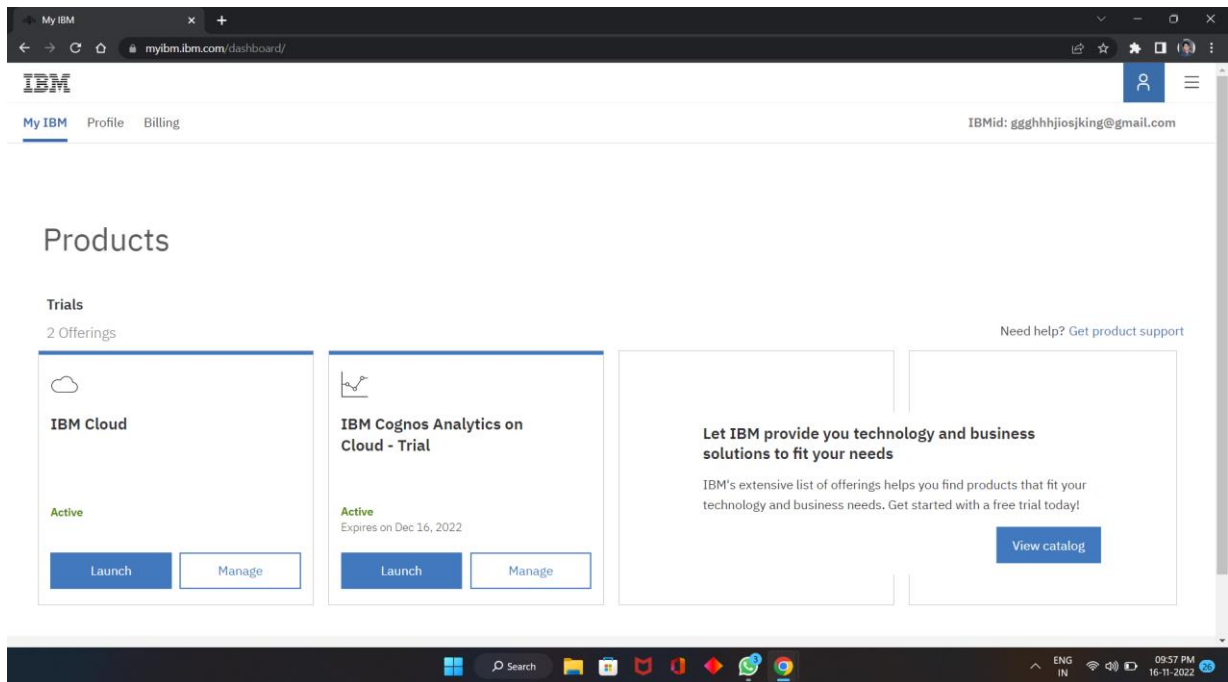 My IBM
myibm.ibm.com/dashboard/
IBM
My IBM Profile Billing
IBMid: ggghhhjiosjking@gmail.com
Products
Trials
2 Offerings
Need help? Get product support
IBM Cloud
Active
Launch Manage
IBM Cognos Analytics on
Cloud - Trial
Active
Expires on Dec 16, 2022
Launch Manage
Let IBM provide you technology and business
solutions to fit your needs
IBM's extensive list of offerings helps you find products that fit your
technology and business needs. Get started with a free trial today!
View catalog
Search
3
ENG
IN
09:57 PM
16-11-2022
26